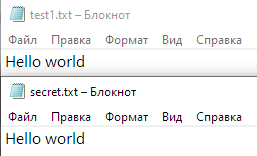 test1.txt – Блокнот
Файл Правка Формат Вид Справка
Hello world
secret.txt – Блокнот
Файл Правка Формат Вид Справка
Hello world